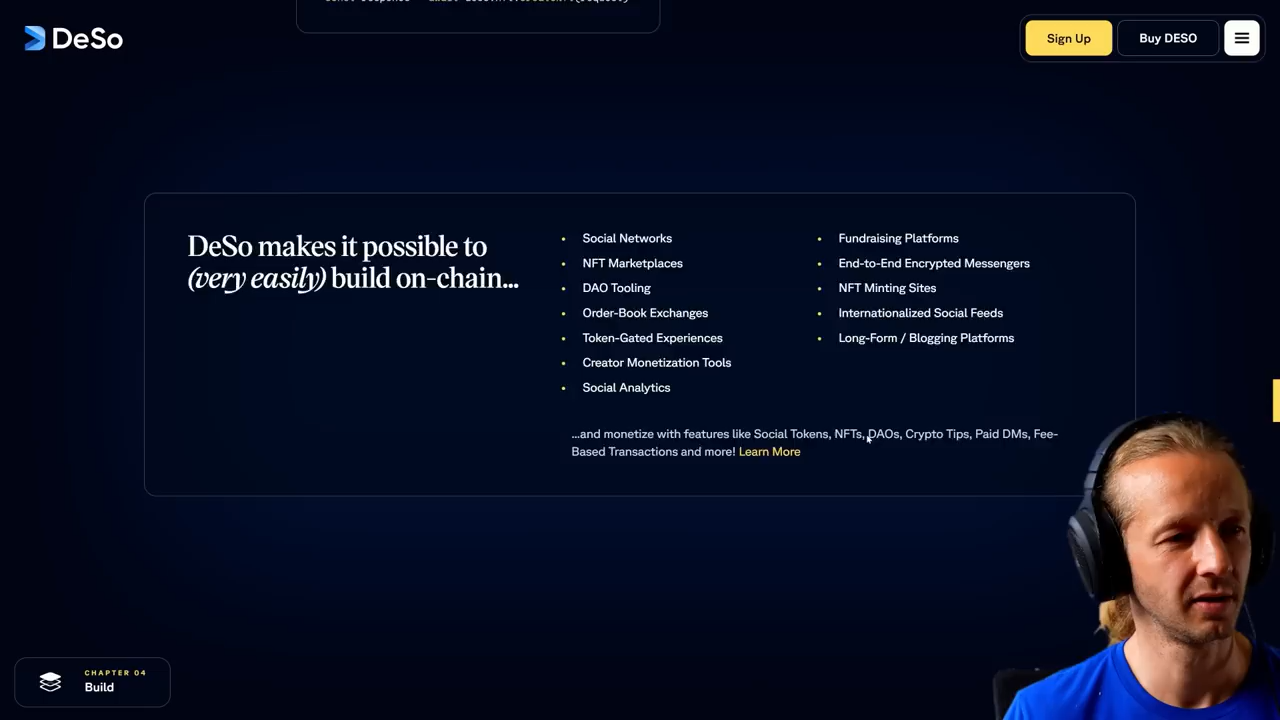 DeSo
Sign Up
Buy DESO
DeSo makes it possible to
(very easily) build on-chain...
Social Networks
NFT Marketplaces
DAO Tooling
Order-Book Exchanges
Token-Gated Experiences
Creator Monetization Tools
Social Analytics
Fundraising Platforms
End-to-End Encrypted Messengers
NFT Minting Sites
Internationalized Social Feeds
Long-Form / Blogging Platforms
...and monetize with features like Social Tokens, NFTs, DAOs, Crypto Tips, Paid DMs, Fee-
Based Transactions and more! Learn More
CHAPTER 04
Build